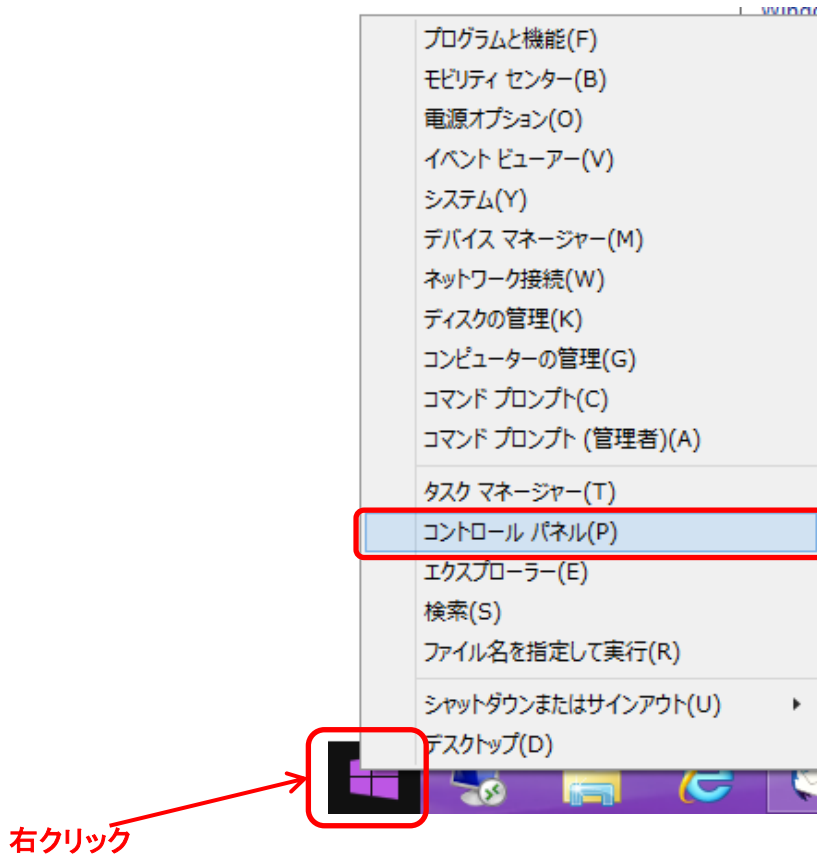 プログラムと機能(F)
モビリティ センター(B)
電源オプション(O)
イベント ビューアー(V)
システム(Y)
デバイス マネージャー(M)
ネットワーク接続(W)
ディスクの管理(K)
コンピューターの管理(G)
コマンド プロンプト(C)
コマンド プロンプト (管理者)(A)
タスク マネージャー(T)
コントロール パネル(P)
エクスプローラー(E)
検索(S)
ファイル名を指定して実行(R)
シャットダウンまたはサインアウト(U)
デスクトップ(D)
右クリック